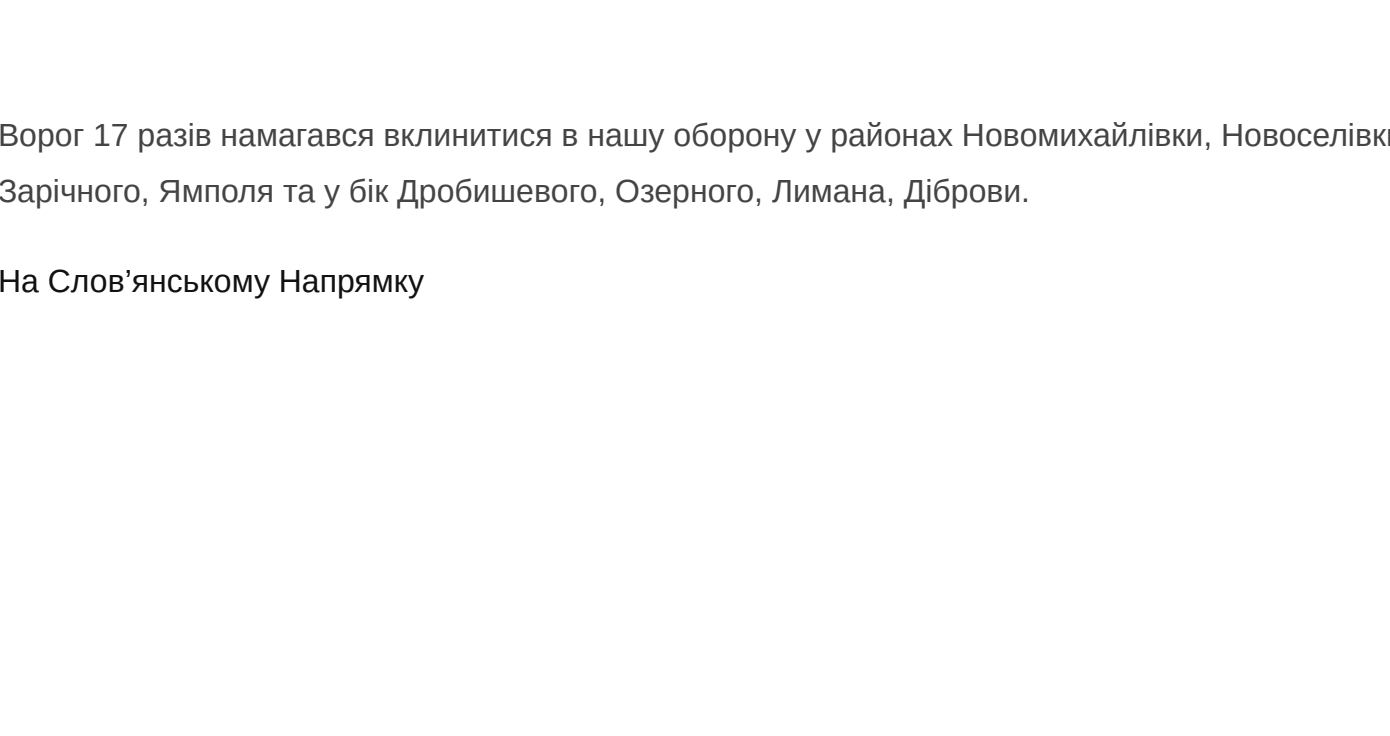 Ворог 17 разів намагався вклинитися в нашу оборону у районах Новомихайлівки, Новоселівки
Зарічного, Ямполя та у бік Дробишевого, Озерного, Лимана, Діброви.
На Слов’янському Напрямку